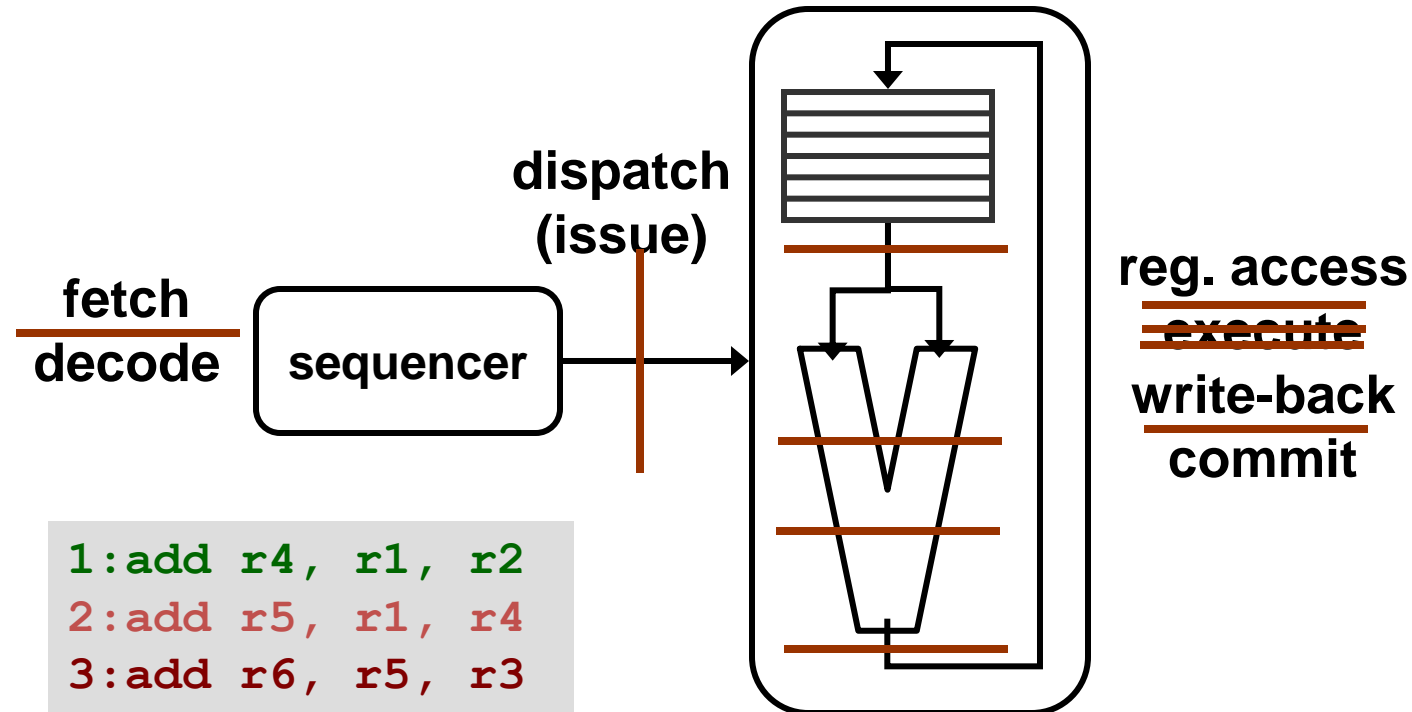 dispatch
(issue)
fetch
decode
sequencer
reg. access
execute
write-back
commit
1:add r4, r1, r2
2:add r5, r1, r4
3:add r6, r5, r3